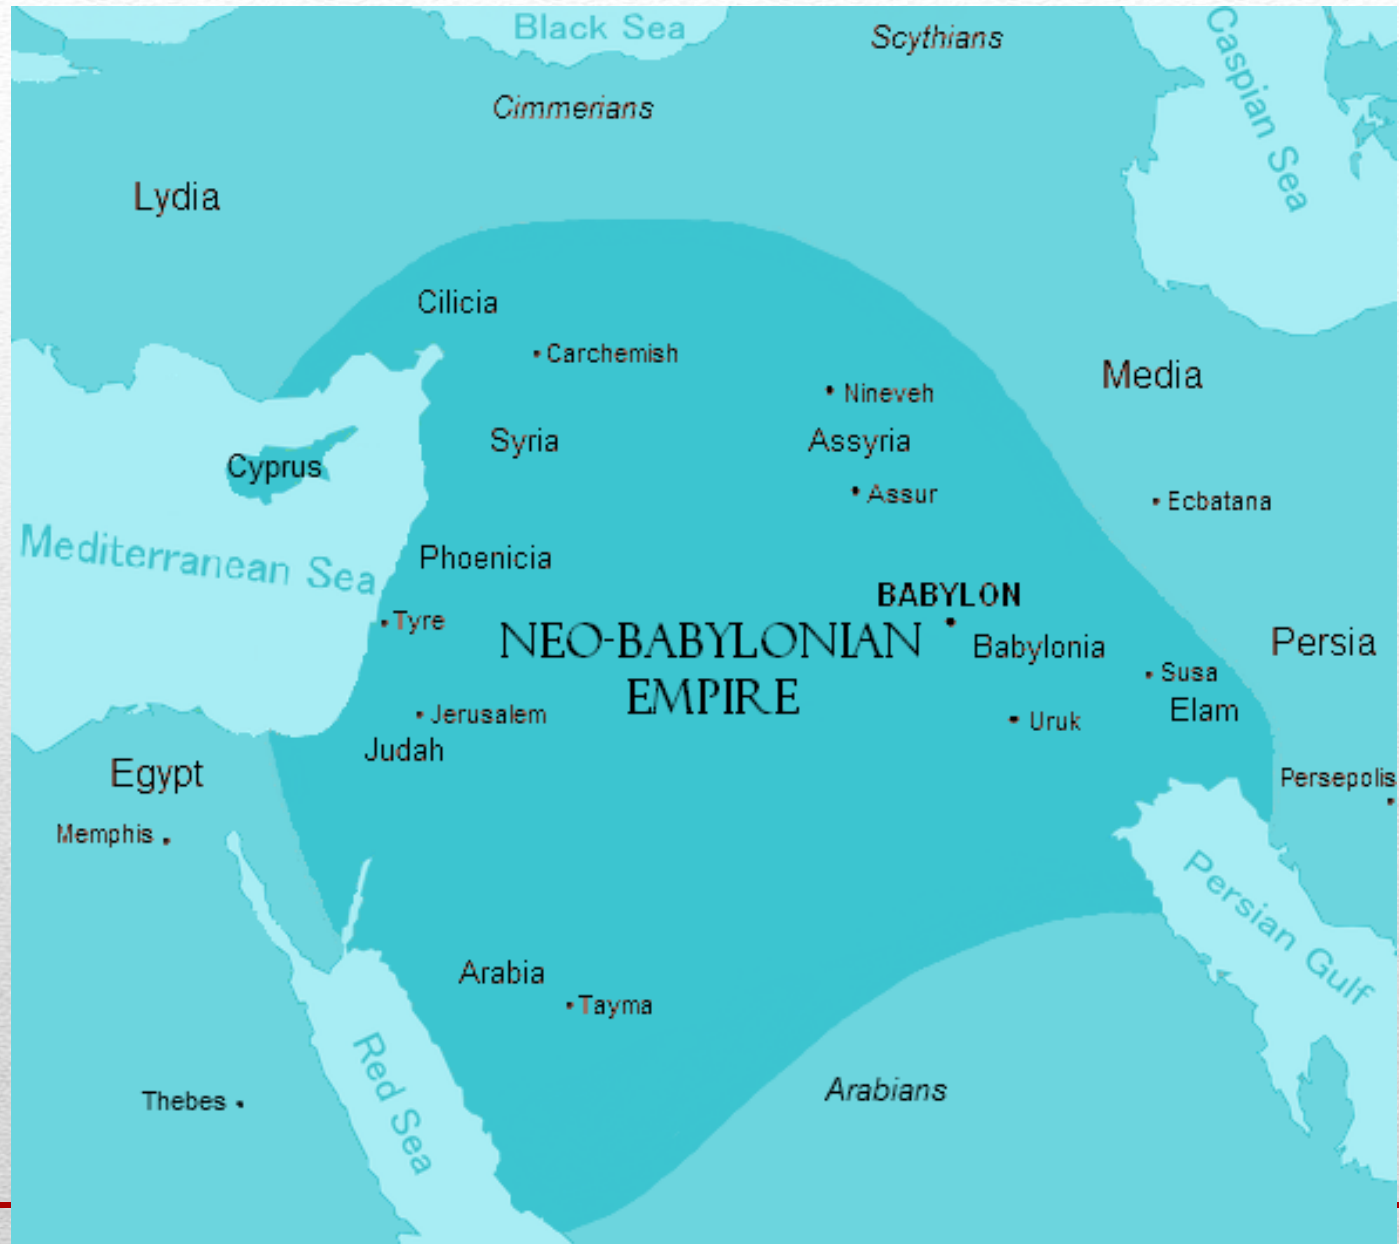 Black Sea
Scythians
Caspian Sea
Cimmerians
Lydia
Cilicia
Carchemish
Media
Nineveh
Syria
Assyria
Cyprus
Assur
Ecbatana
Mediterranean Sea
Phoenicia
BABYLON
Tyre
NEO-BABYLONIAN
EMPIRE
Babylonia
Persia
Susa
Elam
Jerusalem
Judah
Uruk
Egypt
Persepolis
Memphis
Persian Gulf
Arabia
Tayma
Red Sea
Thebes
Arabians